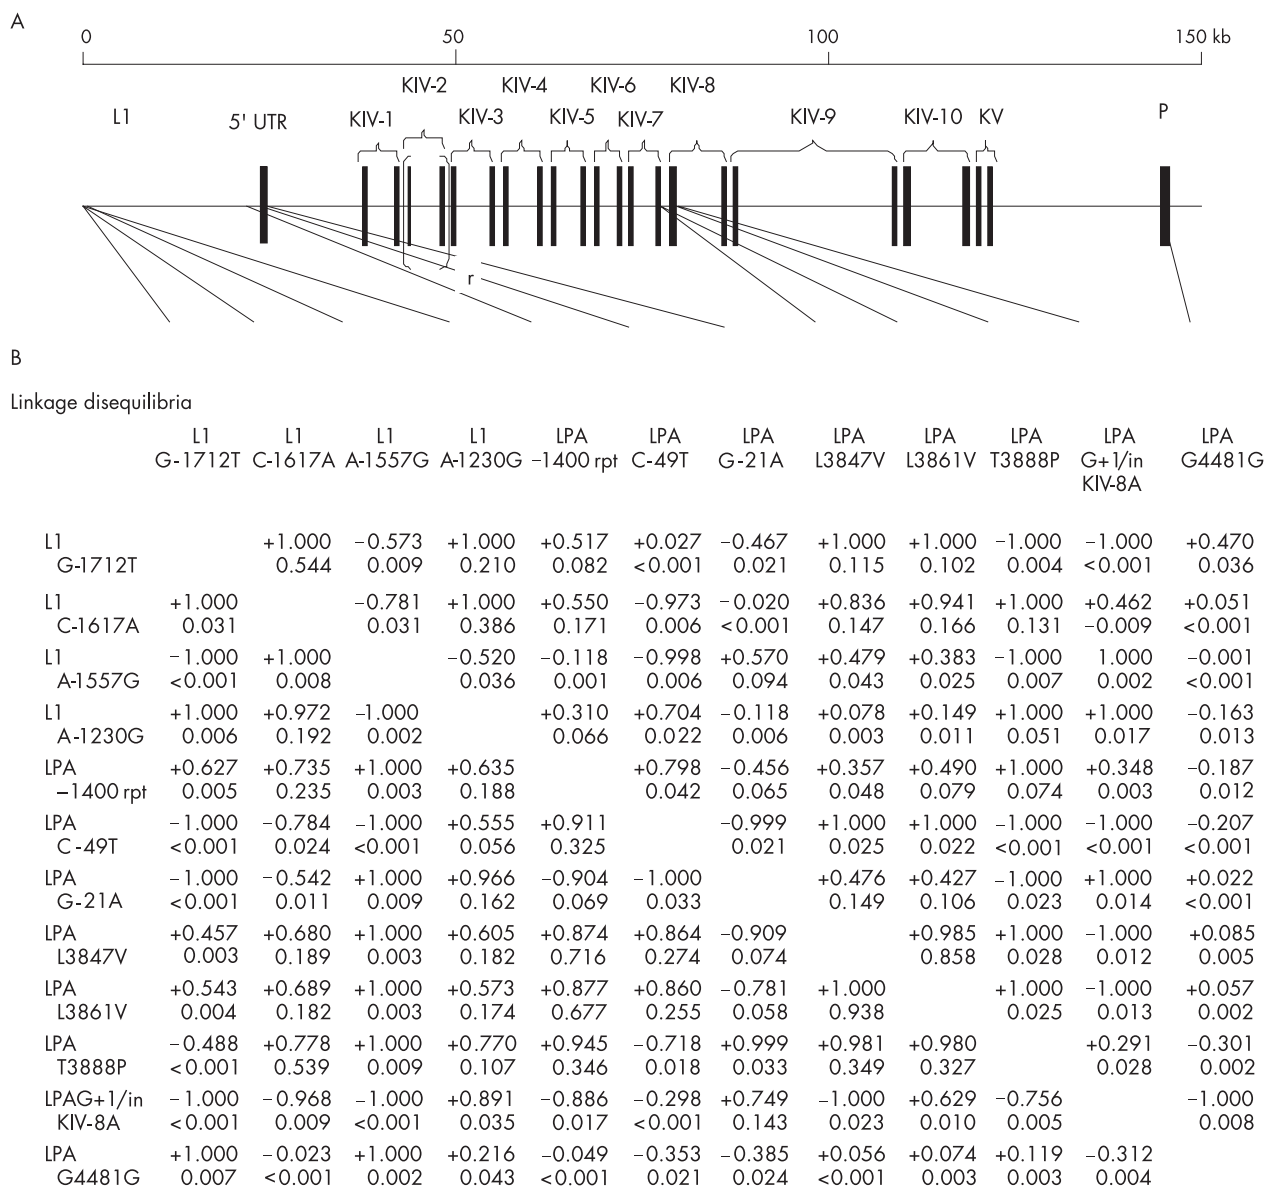 A
0 50 100 150 kb
KIV-2 KIV-4 KIV-6 KIV-8
L1 5' UTR KIV-1 KIV-3 KIV-5 KIV-7 KIV-9 KIV-10 KV P
r
B
Linkage disequilibria
L1 L1 L1 L1 LPA LPA LPA LPA LPA LPA LPA LPA
G-1712T C-1617A A-1557G A-1230G −1400 rpt C-49T G-21A L3847V L3861V T3888P G+1/in G4481G
KIV-8A
L1 +1.000 −0.573 +1.000 +0.517 +0.027 −0.467 +1.000 +1.000 −1.000 −1.000 +0.470
G-1712T 0.544 0.009 0.210 0.082 <0.001 0.021 0.115 0.102 0.004 <0.001 0.036
L1 +1.000 −0.781 +1.000 +0.550 −0.973 −0.020 +0.836 +0.941 +1.000 +0.462 +0.051
C-1617A 0.031 0.031 0.386 0.171 0.006 <0.001 0.147 0.166 0.131 −0.009 <0.001
L1 −1.000 +1.000 −0.520 −0.118 −0.998 +0.570 +0.479 +0.383 −1.000 1.000 −0.001
A-1557G <0.001 0.008 0.036 0.001 0.006 0.094 0.043 0.025 0.007 0.002 <0.001
L1 +1.000 +0.972 −1.000 +0.310 +0.704 −0.118 +0.078 +0.149 +1.000 +1.000 −0.163
A-1230G 0.006 0.192 0.002 0.066 0.022 0.006 0.003 0.011 0.051 0.017 0.013
LPA +0.627 +0.735 +1.000 +0.635 +0.798 −0.456 +0.357 +0.490 +1.000 +0.348 −0.187
−1400 rpt 0.005 0.235 0.003 0.188 0.042 0.065 0.048 0.079 0.074 0.003 0.012
LPA −1.000 −0.784 −1.000 +0.555 +0.911 −0.999 +1.000 +1.000 −1.000 −1.000 −0.207
C-49T <0.001 0.024 <0.001 0.056 0.325 0.021 0.025 0.022 <0.001 <0.001 <0.001
LPA −1.000 −0.542 +1.000 +0.966 −0.904 −1.000 +0.476 +0.427 −1.000 +1.000 +0.022
G-21A <0.001 0.011 0.009 0.162 0.069 0.033 0.149 0.106 0.023 0.014 <0.001
LPA +0.457 +0.680 +1.000 +0.605 +0.874 +0.864 −0.909 +0.985 +1.000 −1.000 +0.085
L3847V 0.003 0.189 0.003 0.182 0.716 0.274 0.074 0.858 0.028 0.012 0.005
LPA +0.543 +0.689 +1.000 +0.573 +0.877 +0.860 −0.781 +1.000 +1.000 −1.000 +0.057
L3861V 0.004 0.182 0.003 0.174 0.677 0.255 0.058 0.938 0.025 0.013 0.002
LPA −0.488 +0.778 +1.000 +0.770 +0.945 −0.718 +0.999 +0.981 +0.980 +0.291 −0.301
T3888P <0.001 0.539 0.009 0.107 0.346 0.018 0.033 0.349 0.327 0.028 0.002
LPAG+1/in −1.000 −0.968 −1.000 +0.891 −0.886 −0.298 +0.749 −1.000 +0.629 −0.756 −1.000
KIV-8A <0.001 0.009 <0.001 0.035 0.017 <0.001 0.143 0.023 0.010 0.005 0.008
LPA +1.000 −0.023 +1.000 +0.216 −0.049 −0.353 −0.385 +0.056 +0.074 +0.119 −0.312
G4481G 0.007 <0.001 0.002 0.043 <0.001 0.021 0.024 <0.001 0.003 0.003 0.004